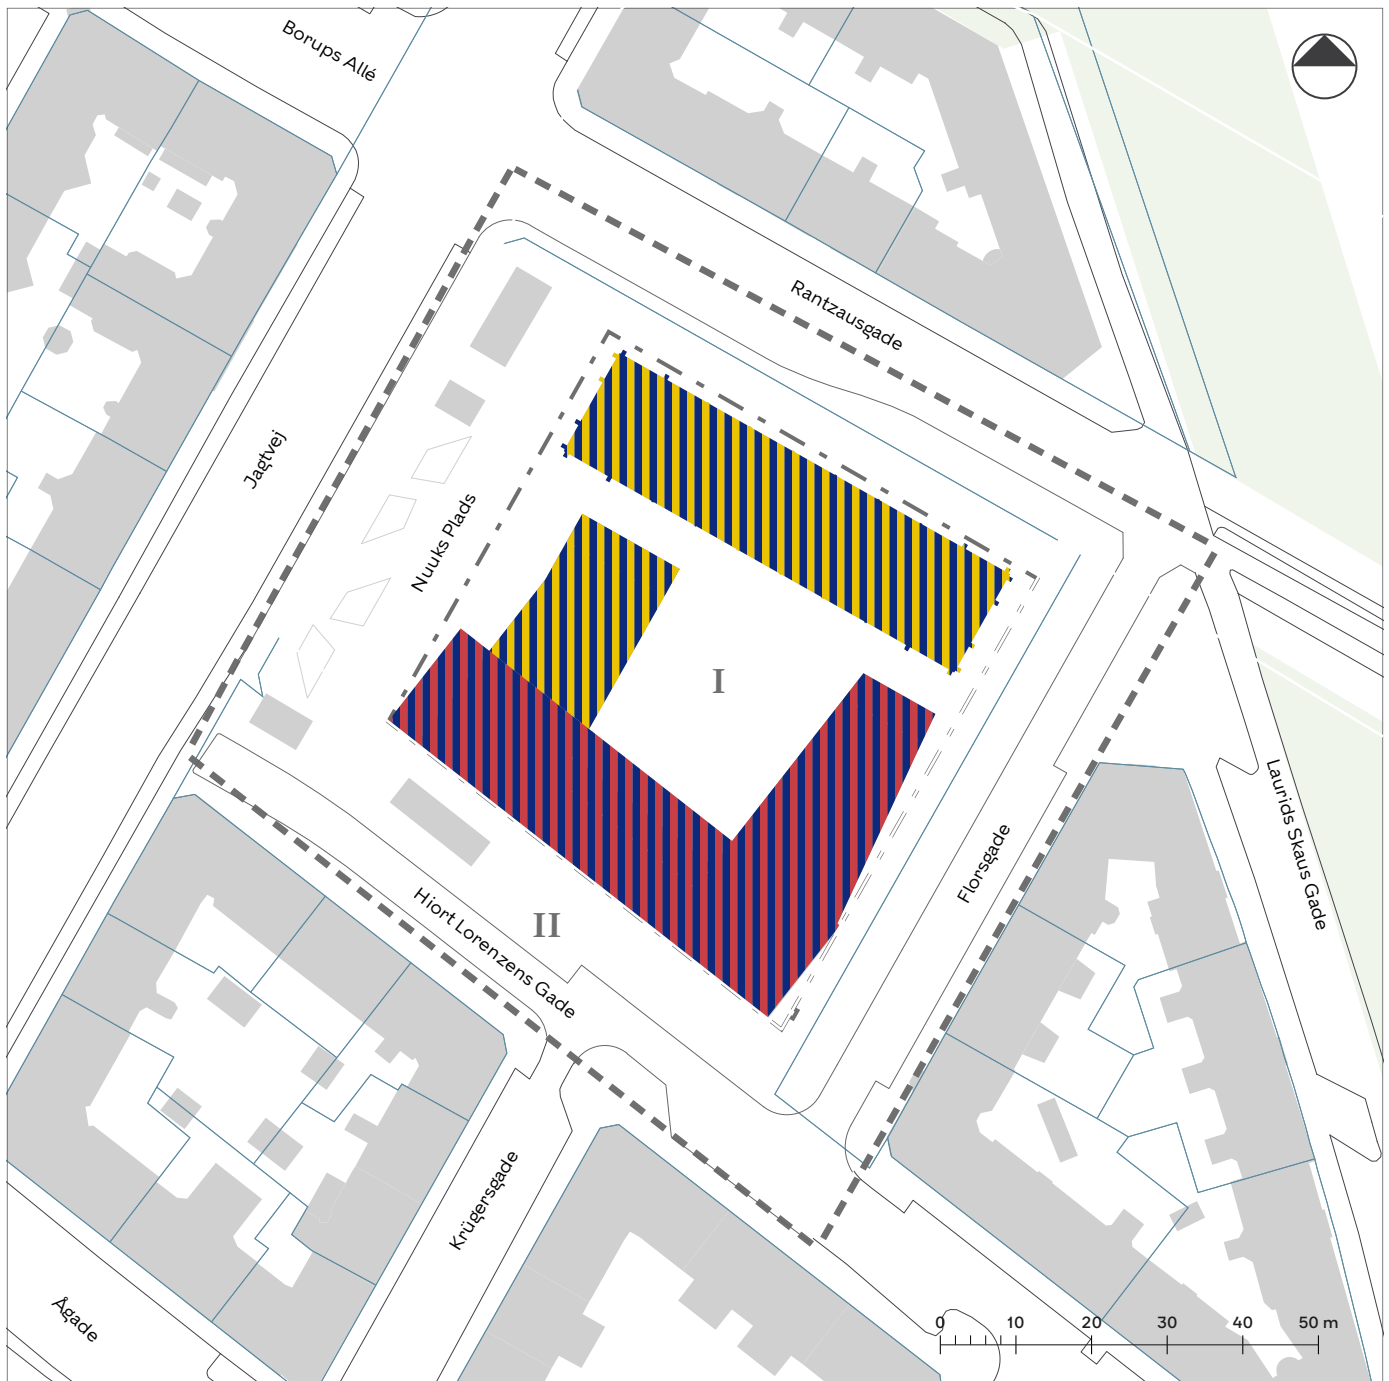 Borups Allé
Rantzausgade
Jagtvej
Nuuks Plads
I
Laurids Skaus Gade
Florsgade
Hiort Lorenzens Gade
II
Krügersgade
Ågade
0 10 20 30 40 50 m